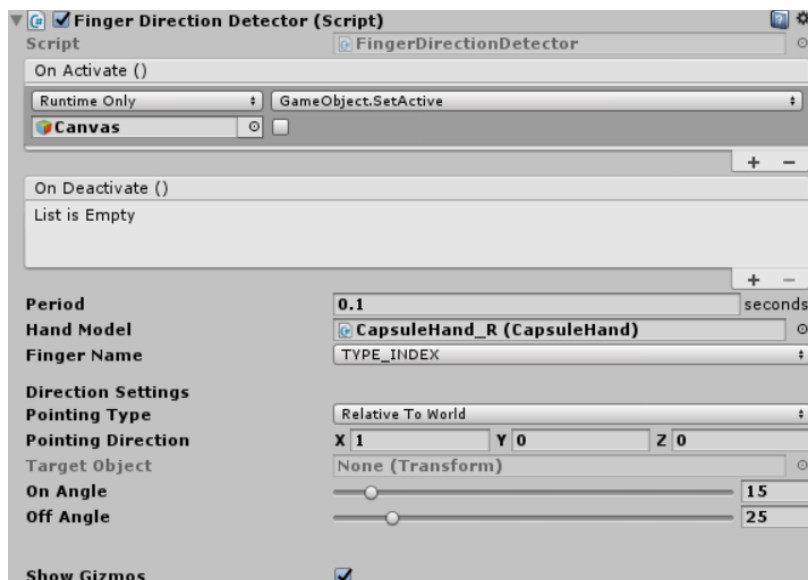 Finger Direction Detector (Script)
Script FingerDirectionDetector
On Activate ()
Runtime Only GameObject.SetActive
Canvas
+ −
On Deactivate ()
List is Empty
+ −
Period 0.1 seconds
Hand Model CapsuleHand_R (CapsuleHand)
Finger Name TYPE_INDEX
Direction Settings
Pointing Type Relative To World
Pointing Direction X 1 Y 0 Z 0
Target Object None (Transform)
On Angle 15
Off Angle 25
Show Gizmos